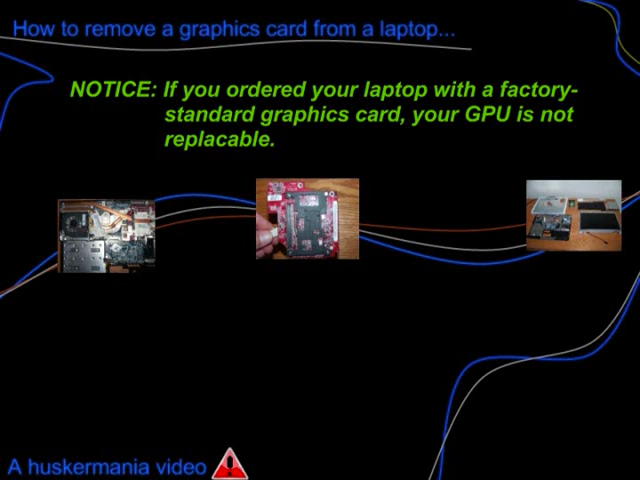 How to remove a graphics card from a laptop...
NOTICE: If you ordered your laptop with a factory-
standard graphics card, your GPU is not
replacable.
A huskermania video